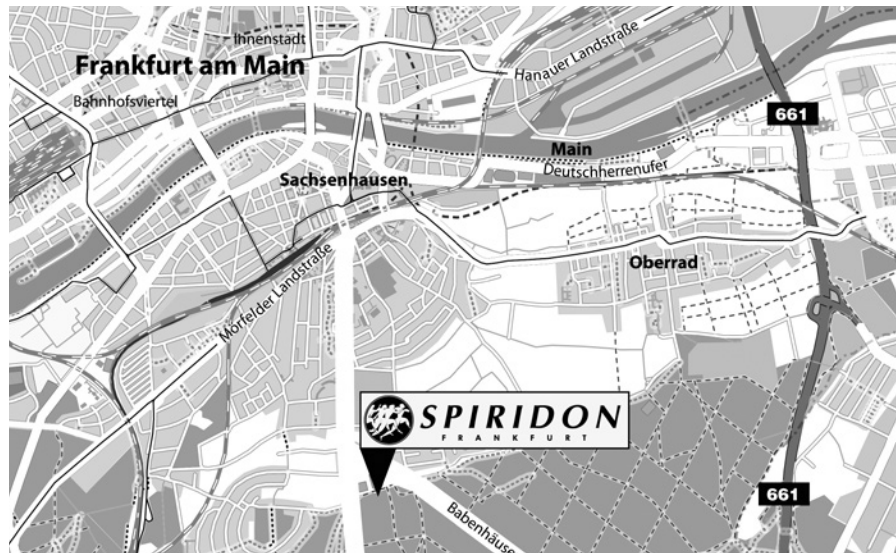 Innenstadt
Frankfurt am Main
Hanauer Landstraße
Bahnhofsviertel
661
Main
Deutschherrenufer
Sachsenhausen
Oberrad
Mörfelder Landstraße
SPIRIDON
FRANKFURT
661
Babenhäuse